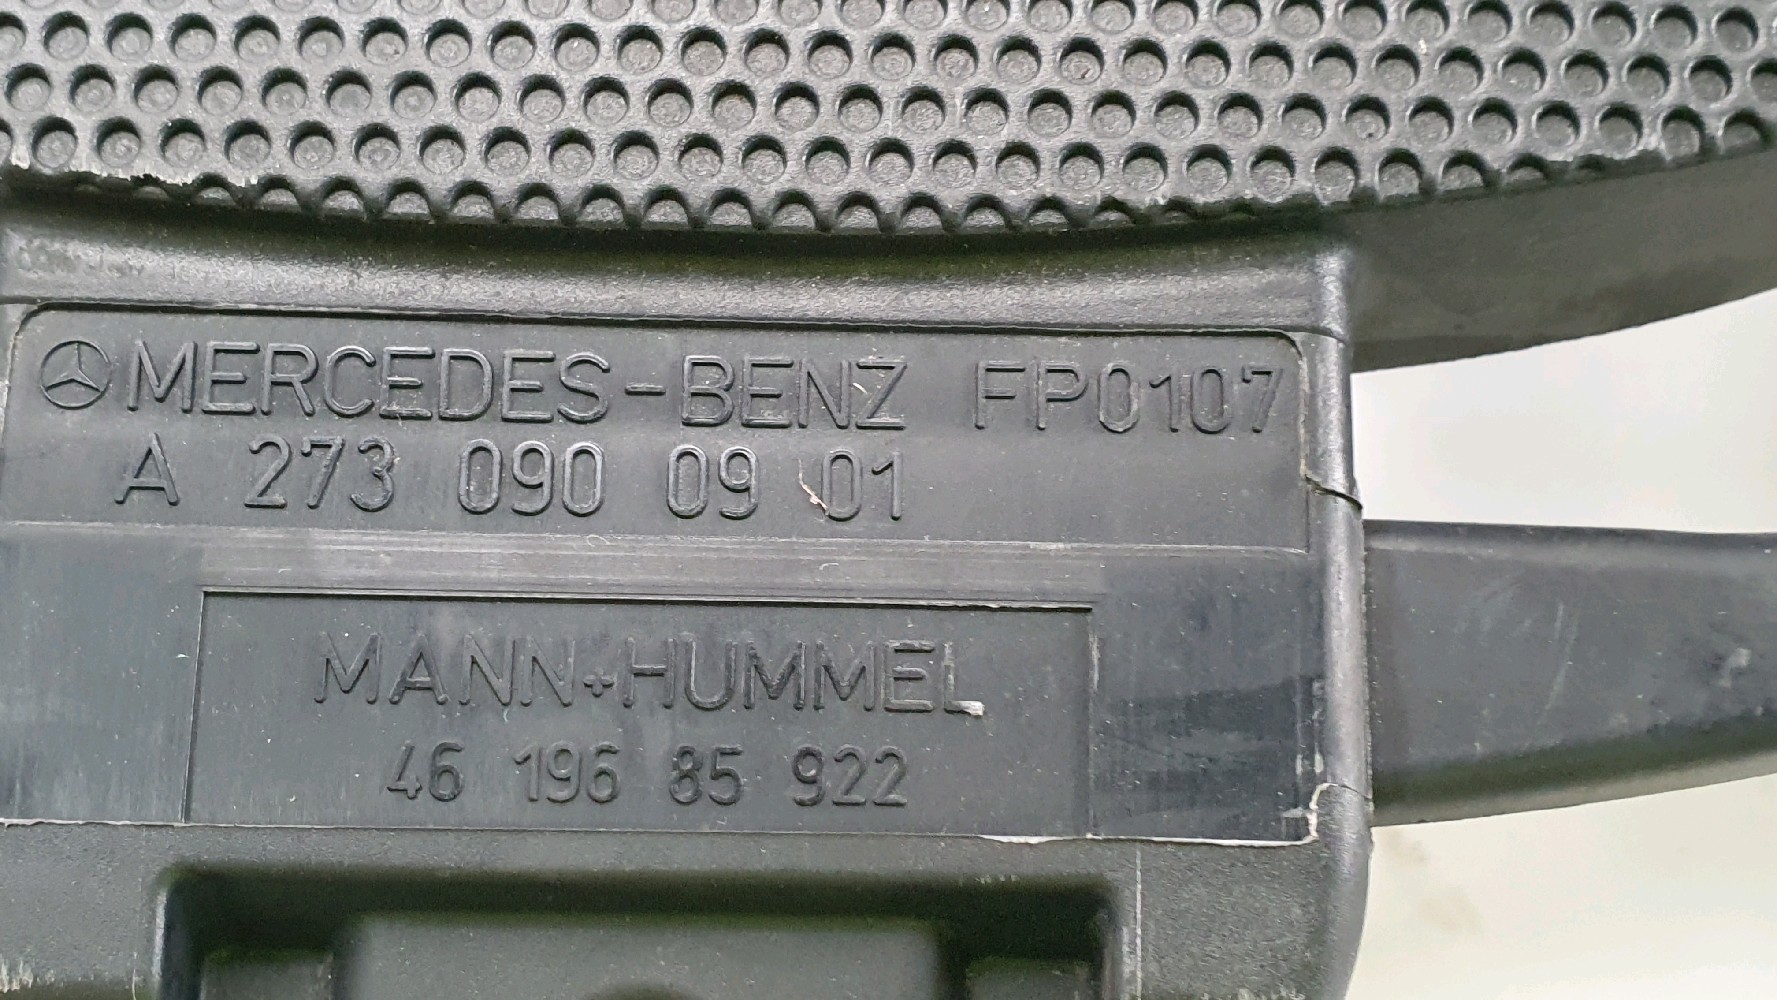 MERCEDES-BENZ FP0107
A 273 090 09 01
MANN+HUMMEL
46 196 85 922